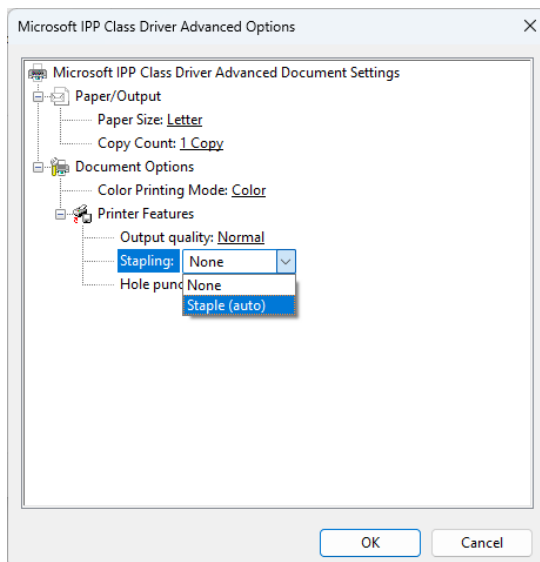 Microsoft IPP Class Driver Advanced Options
Microsoft IPP Class Driver Advanced Document Settings
Paper/Output
Paper Size: Letter
Copy Count: 1 Copy
Document Options
Color Printing Mode: Color
Printer Features
Output quality: Normal
Stapling: None
Hole None
Staple (auto)
OK Cancel